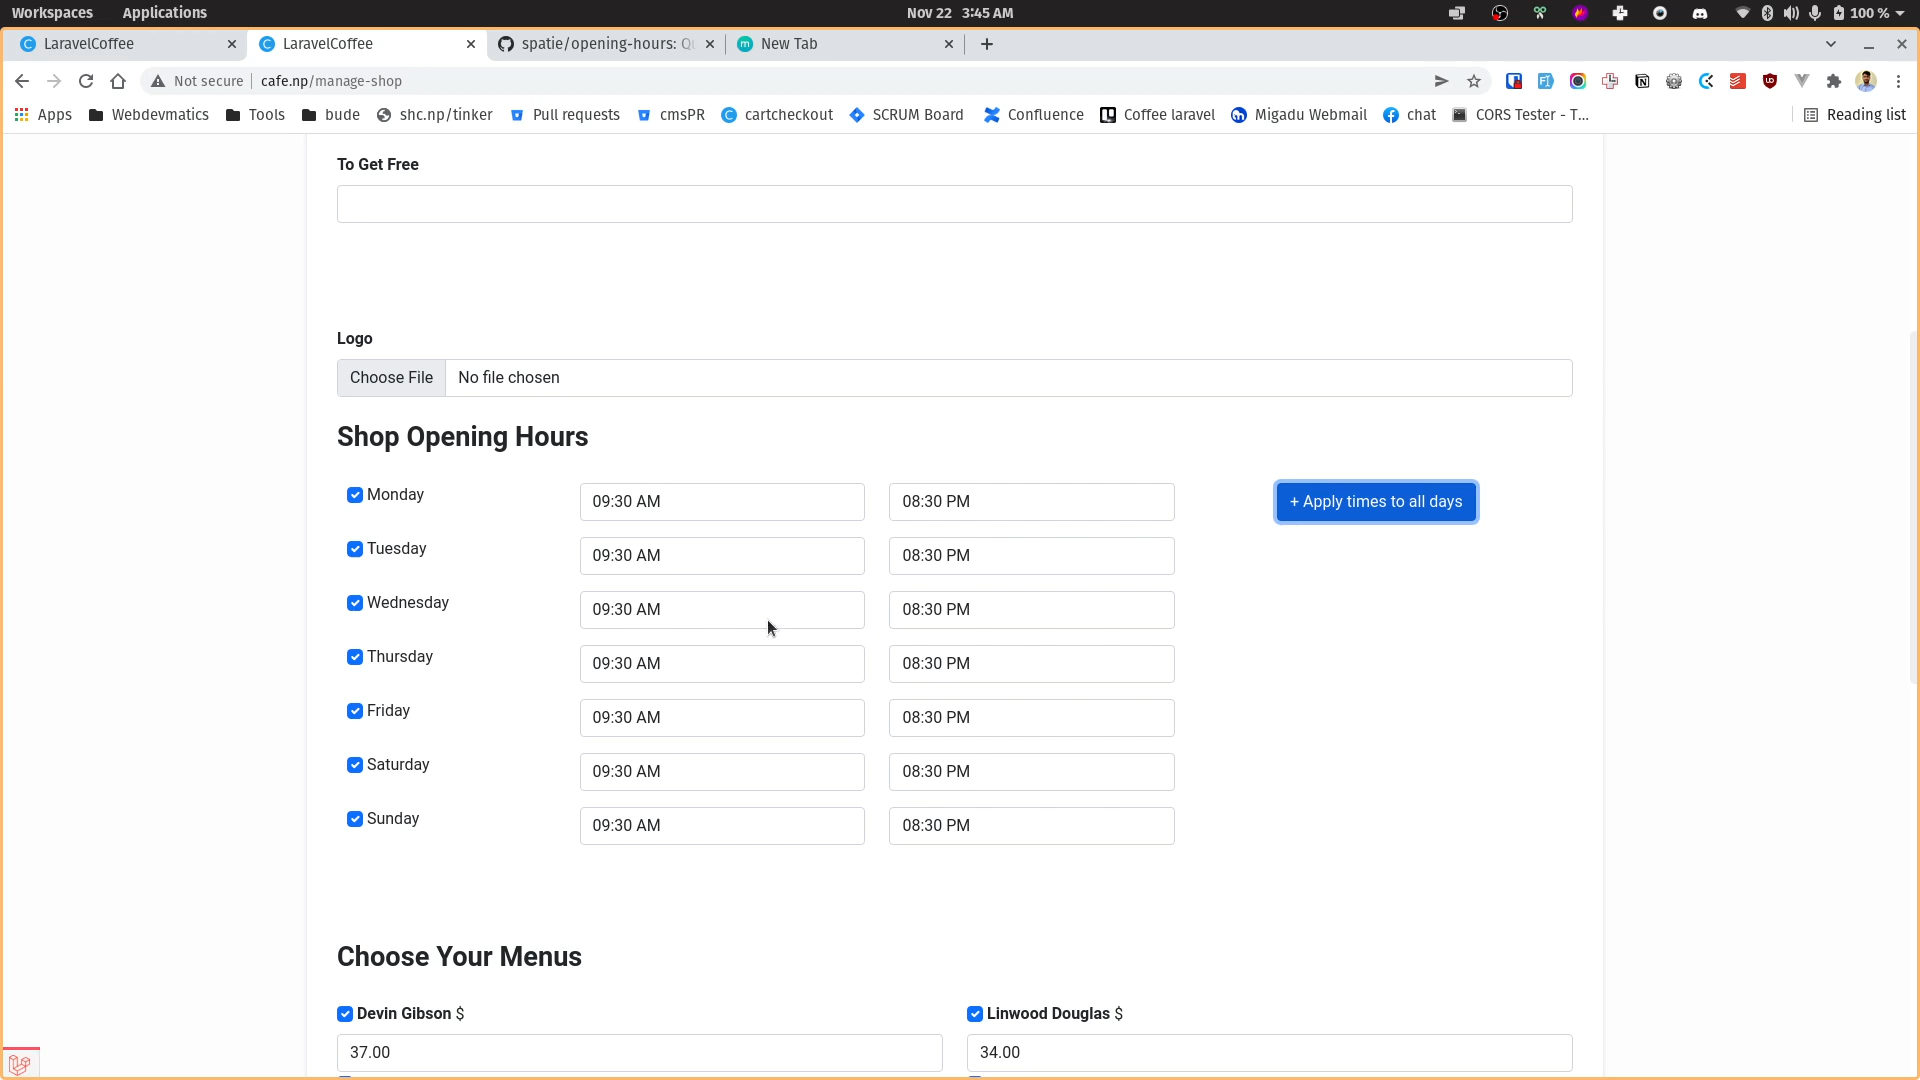 Workspaces Applications Nov 22 3:45 AM 100 %
LaravelCoffee LaravelCoffee spatie/opening-hours: Qu New Tab
Not secure cafe.np/manage-shop
Apps Webdevmatics Tools bude shc.np/tinker Pull requests cmsPR cartcheckout SCRUM Board Confluence Coffee laravel Migadu Webmail chat CORS Tester - T... Reading list
To Get Free
Logo
Choose File No file chosen
Shop Opening Hours
Monday 09:30 AM 08:30 PM + Apply times to all days
Tuesday 09:30 AM 08:30 PM
Wednesday 09:30 AM 08:30 PM
Thursday 09:30 AM 08:30 PM
Friday 09:30 AM 08:30 PM
Saturday 09:30 AM 08:30 PM
Sunday 09:30 AM 08:30 PM
Choose Your Menus
Devin Gibson $ Linwood Douglas $
37.00 34.00